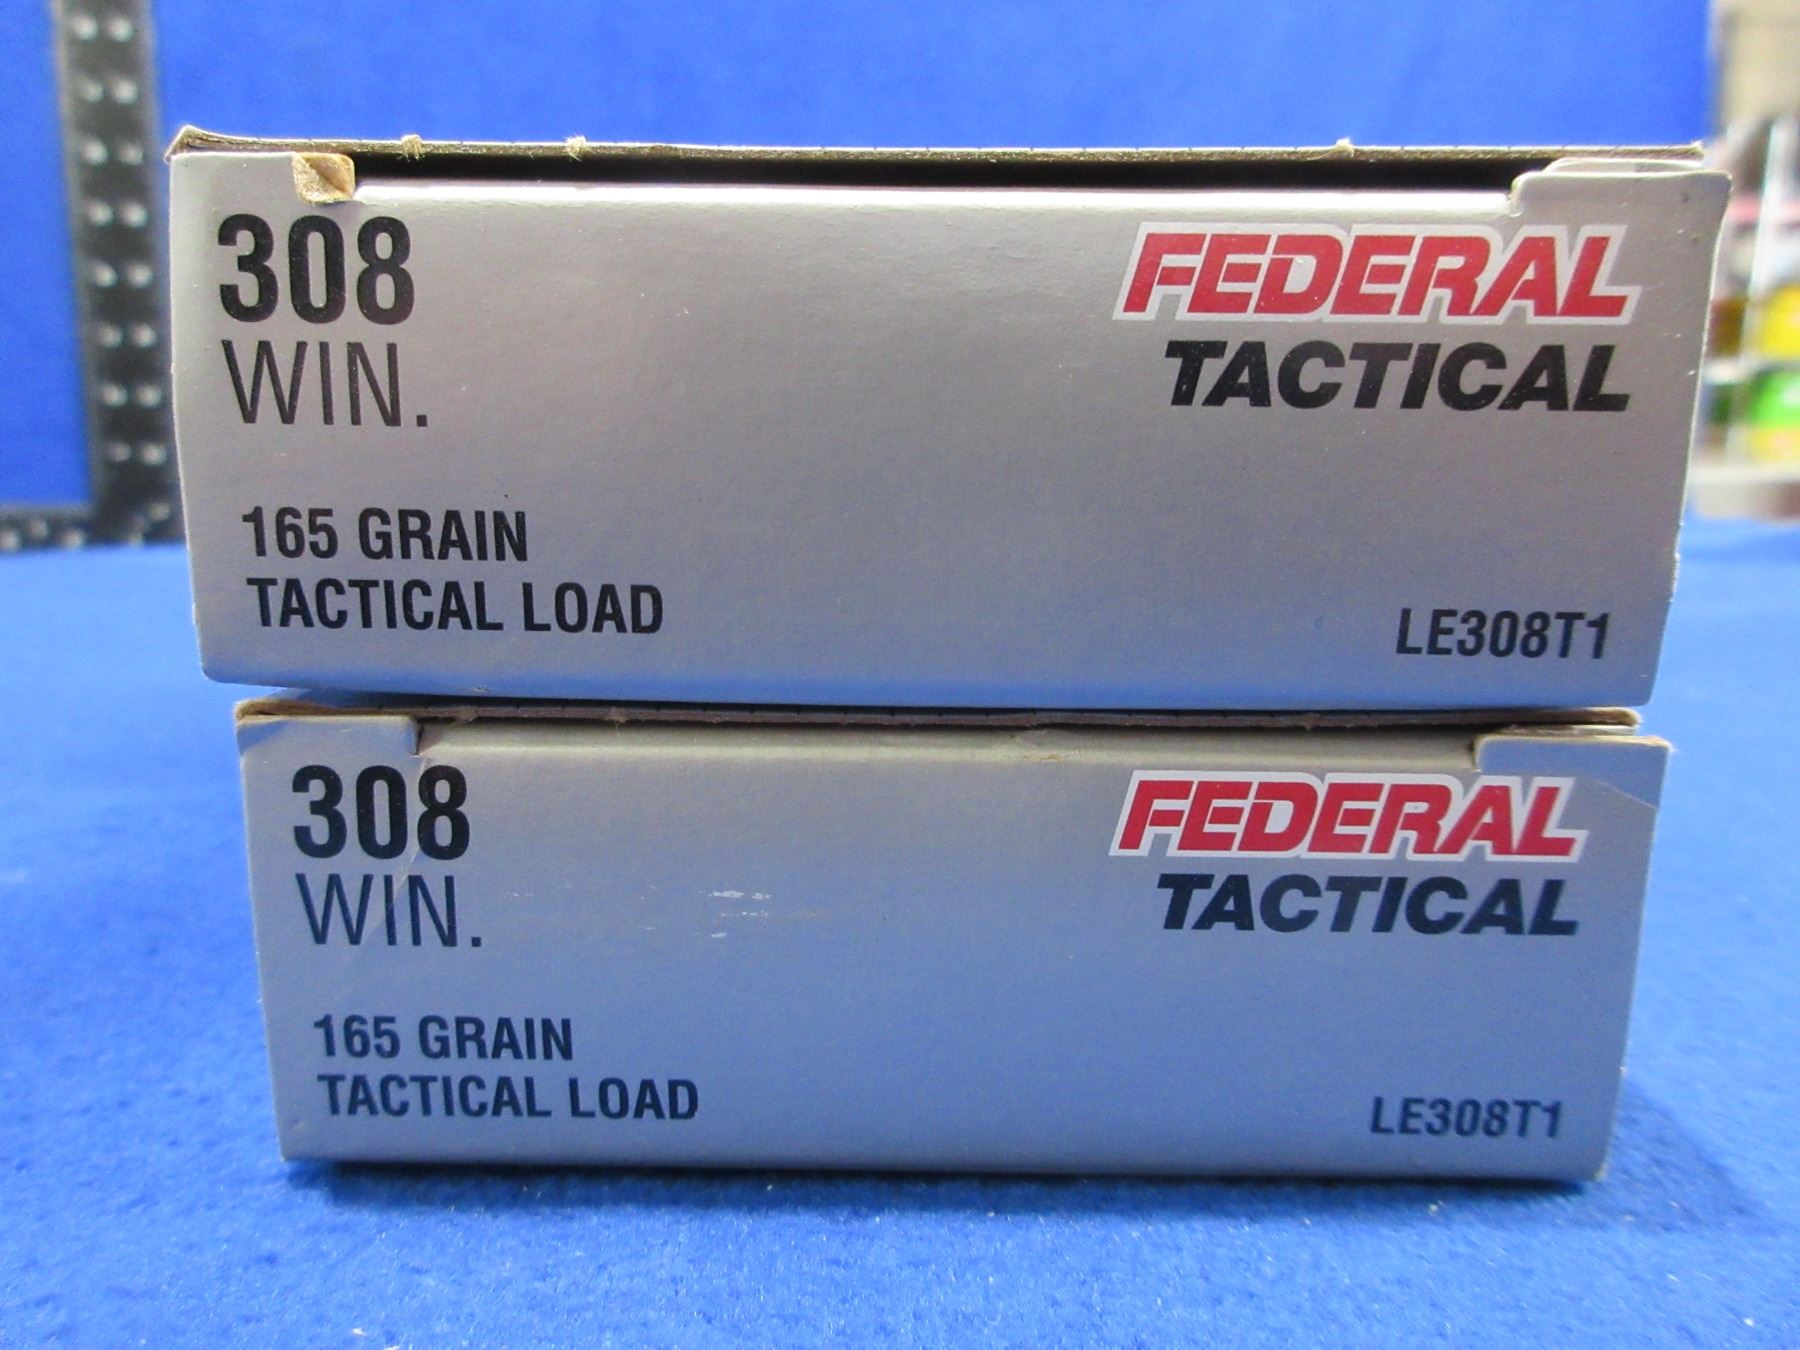 308
WIN.
FEDERAL
TACTICAL
165 GRAIN
TACTICAL LOAD
LE308T1
308
WIN.
FEDERAL
TACTICAL
165 GRAIN
TACTICAL LOAD
LE308T1